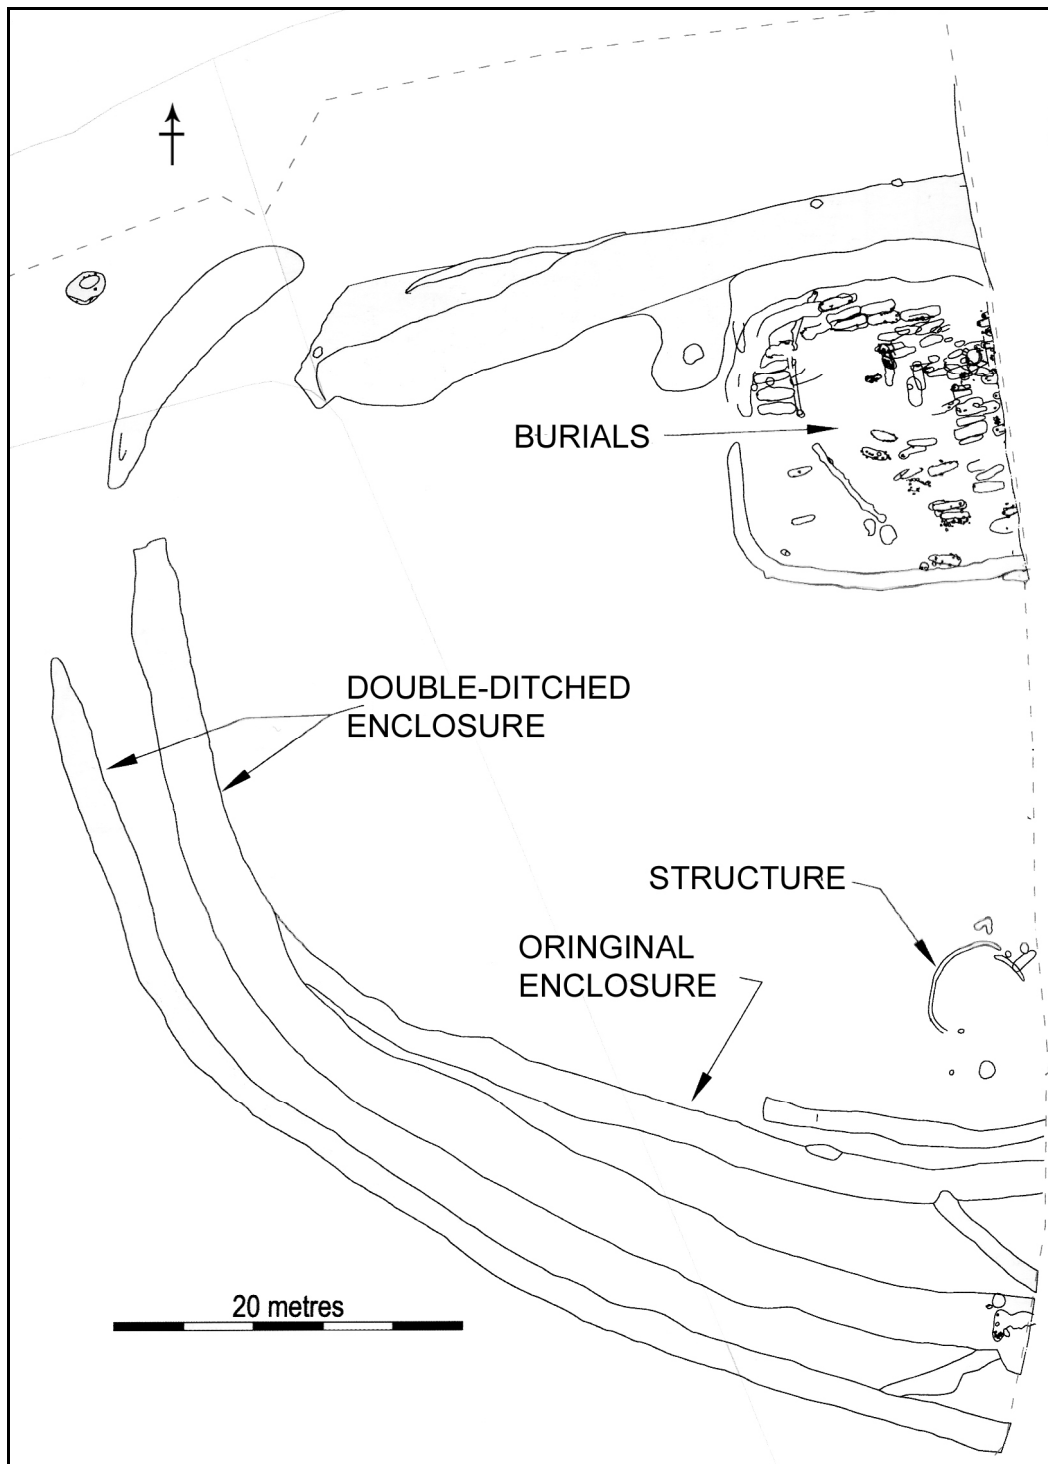 BURIALS
DOUBLE-DITCHED
ENCLOSURE
STRUCTURE
ORINGINAL
ENCLOSURE
20 metres